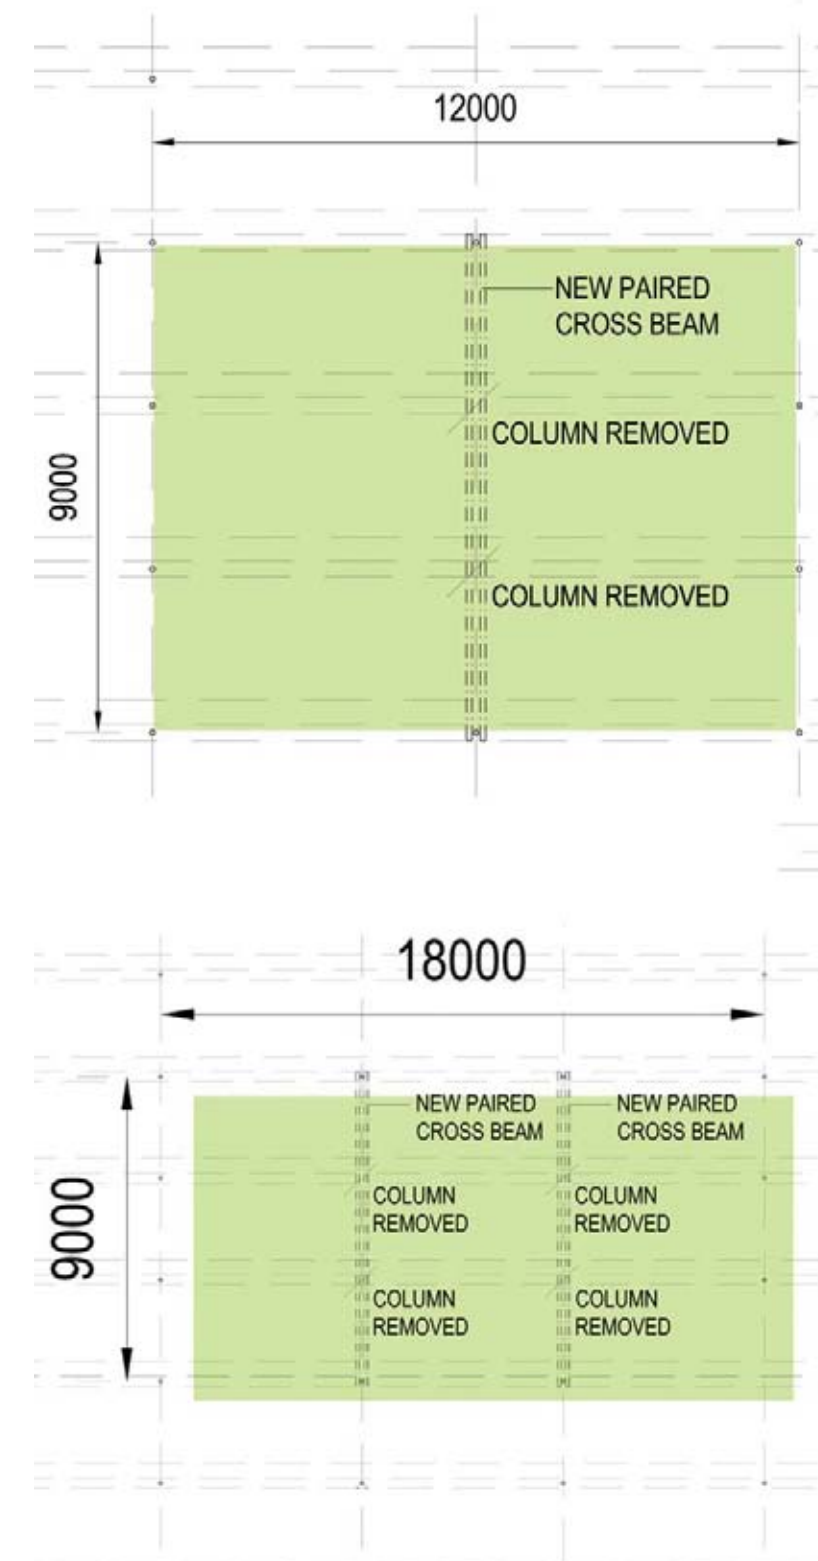 12000
NEW PAIRED
CROSS BEAM
COLUMN REMOVED
9000
COLUMN REMOVED
18000
NEW PAIRED
CROSS BEAM
NEW PAIRED
CROSS BEAM
9000
COLUMN
REMOVED
COLUMN
REMOVED
COLUMN
REMOVED
COLUMN
REMOVED